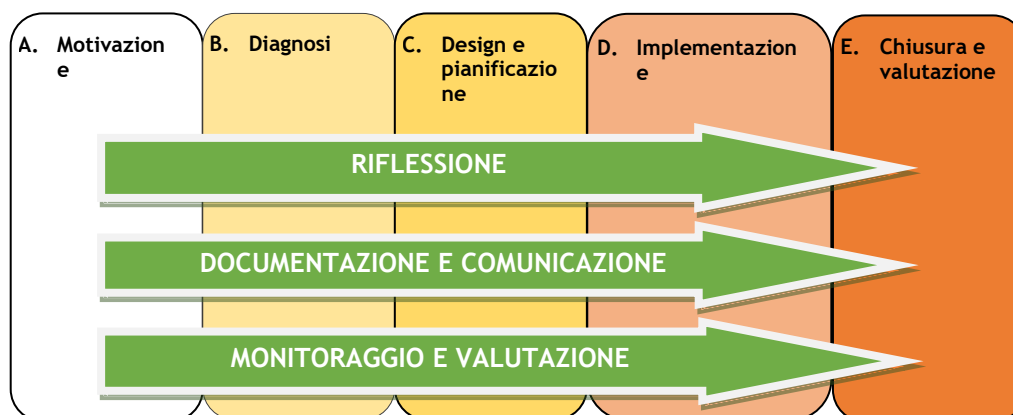 A. Motivazion
e
B. Diagnosi
C. Design e
pianificazio
ne
D. Implementazion
e
E. Chiusura e
valutazione
RIFLESSIONE
DOCUMENTAZIONE E COMUNICAZIONE
MONITORAGGIO E VALUTAZIONE